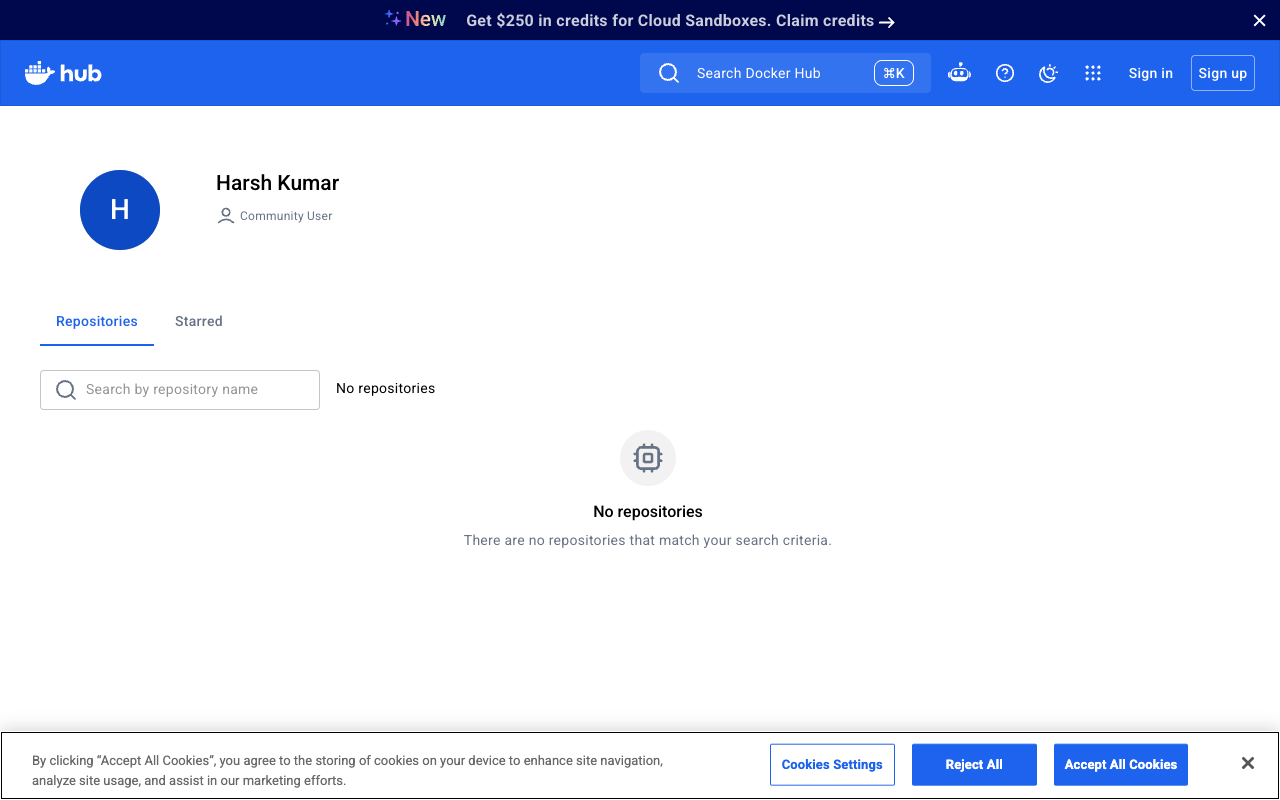 New Get $250 in credits for Cloud Sandboxes. Claim credits →
hub
Search Docker Hub
⌘K
Sign in
Sign up
H
Harsh Kumar
Community User
Repositories
Starred
Search by repository name
No repositories
No repositories
There are no repositories that match your search criteria.
By clicking “Accept All Cookies”, you agree to the storing of cookies on your device to enhance site navigation,
analyze site usage, and assist in our marketing efforts.
Cookies Settings
Reject All
Accept All Cookies